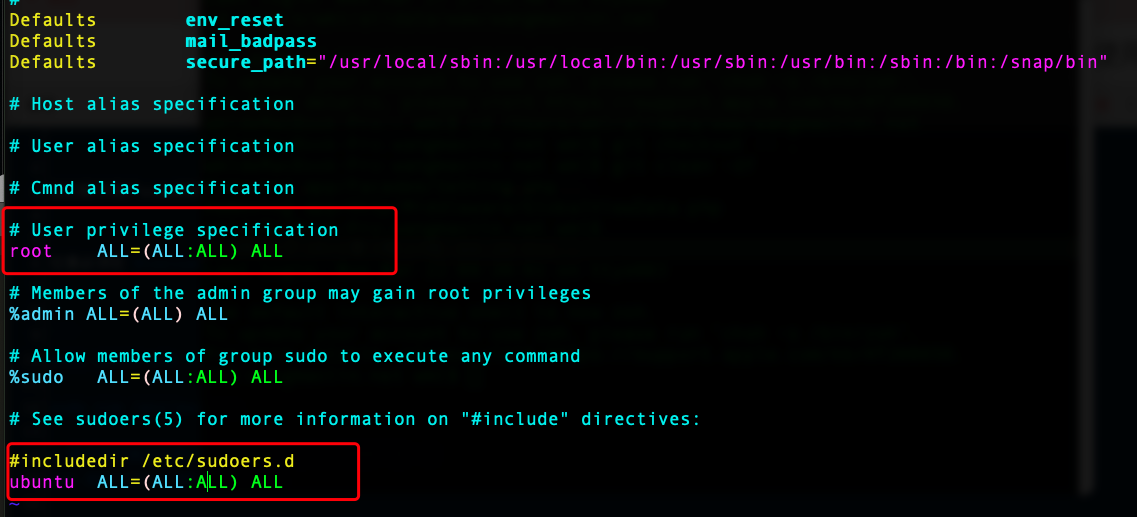 #
Defaults        env_reset
Defaults        mail_badpass
Defaults        secure_path="/usr/local/sbin:/usr/local/bin:/usr/sbin:/usr/bin:/sbin:/bin:/snap/bin"
# Host alias specification
# User alias specification
# Cmnd alias specification
# User privilege specification
root    ALL=(ALL:ALL) ALL
# Members of the admin group may gain root privileges
%admin ALL=(ALL) ALL
# Allow members of group sudo to execute any command
%sudo   ALL=(ALL:ALL) ALL
# See sudoers(5) for more information on "#include" directives:
#includedir /etc/sudoers.d
ubuntu  ALL=(ALL:ALL) ALL
~